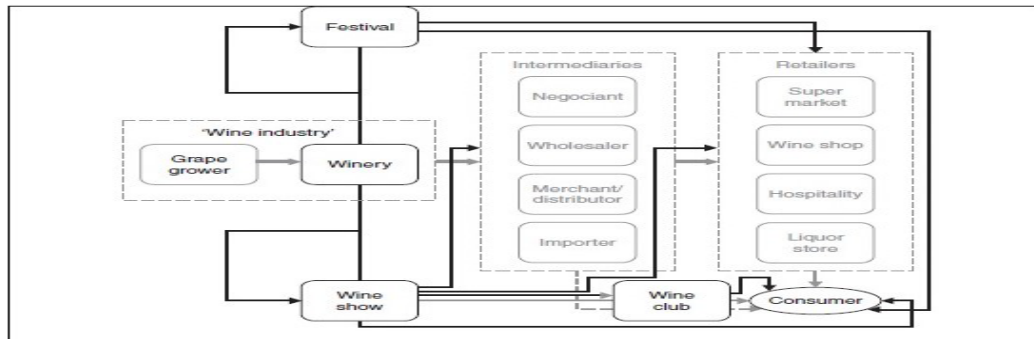 Festival
Intermediaries
Retailers
Negociant
Super
market
'Wine industry'
Grape
grower
Winery
Wholesaler
Wine shop
Merchant/
distributor
Hospitality
Importer
Liquor
store
Wine
show
Wine
club
Consumer